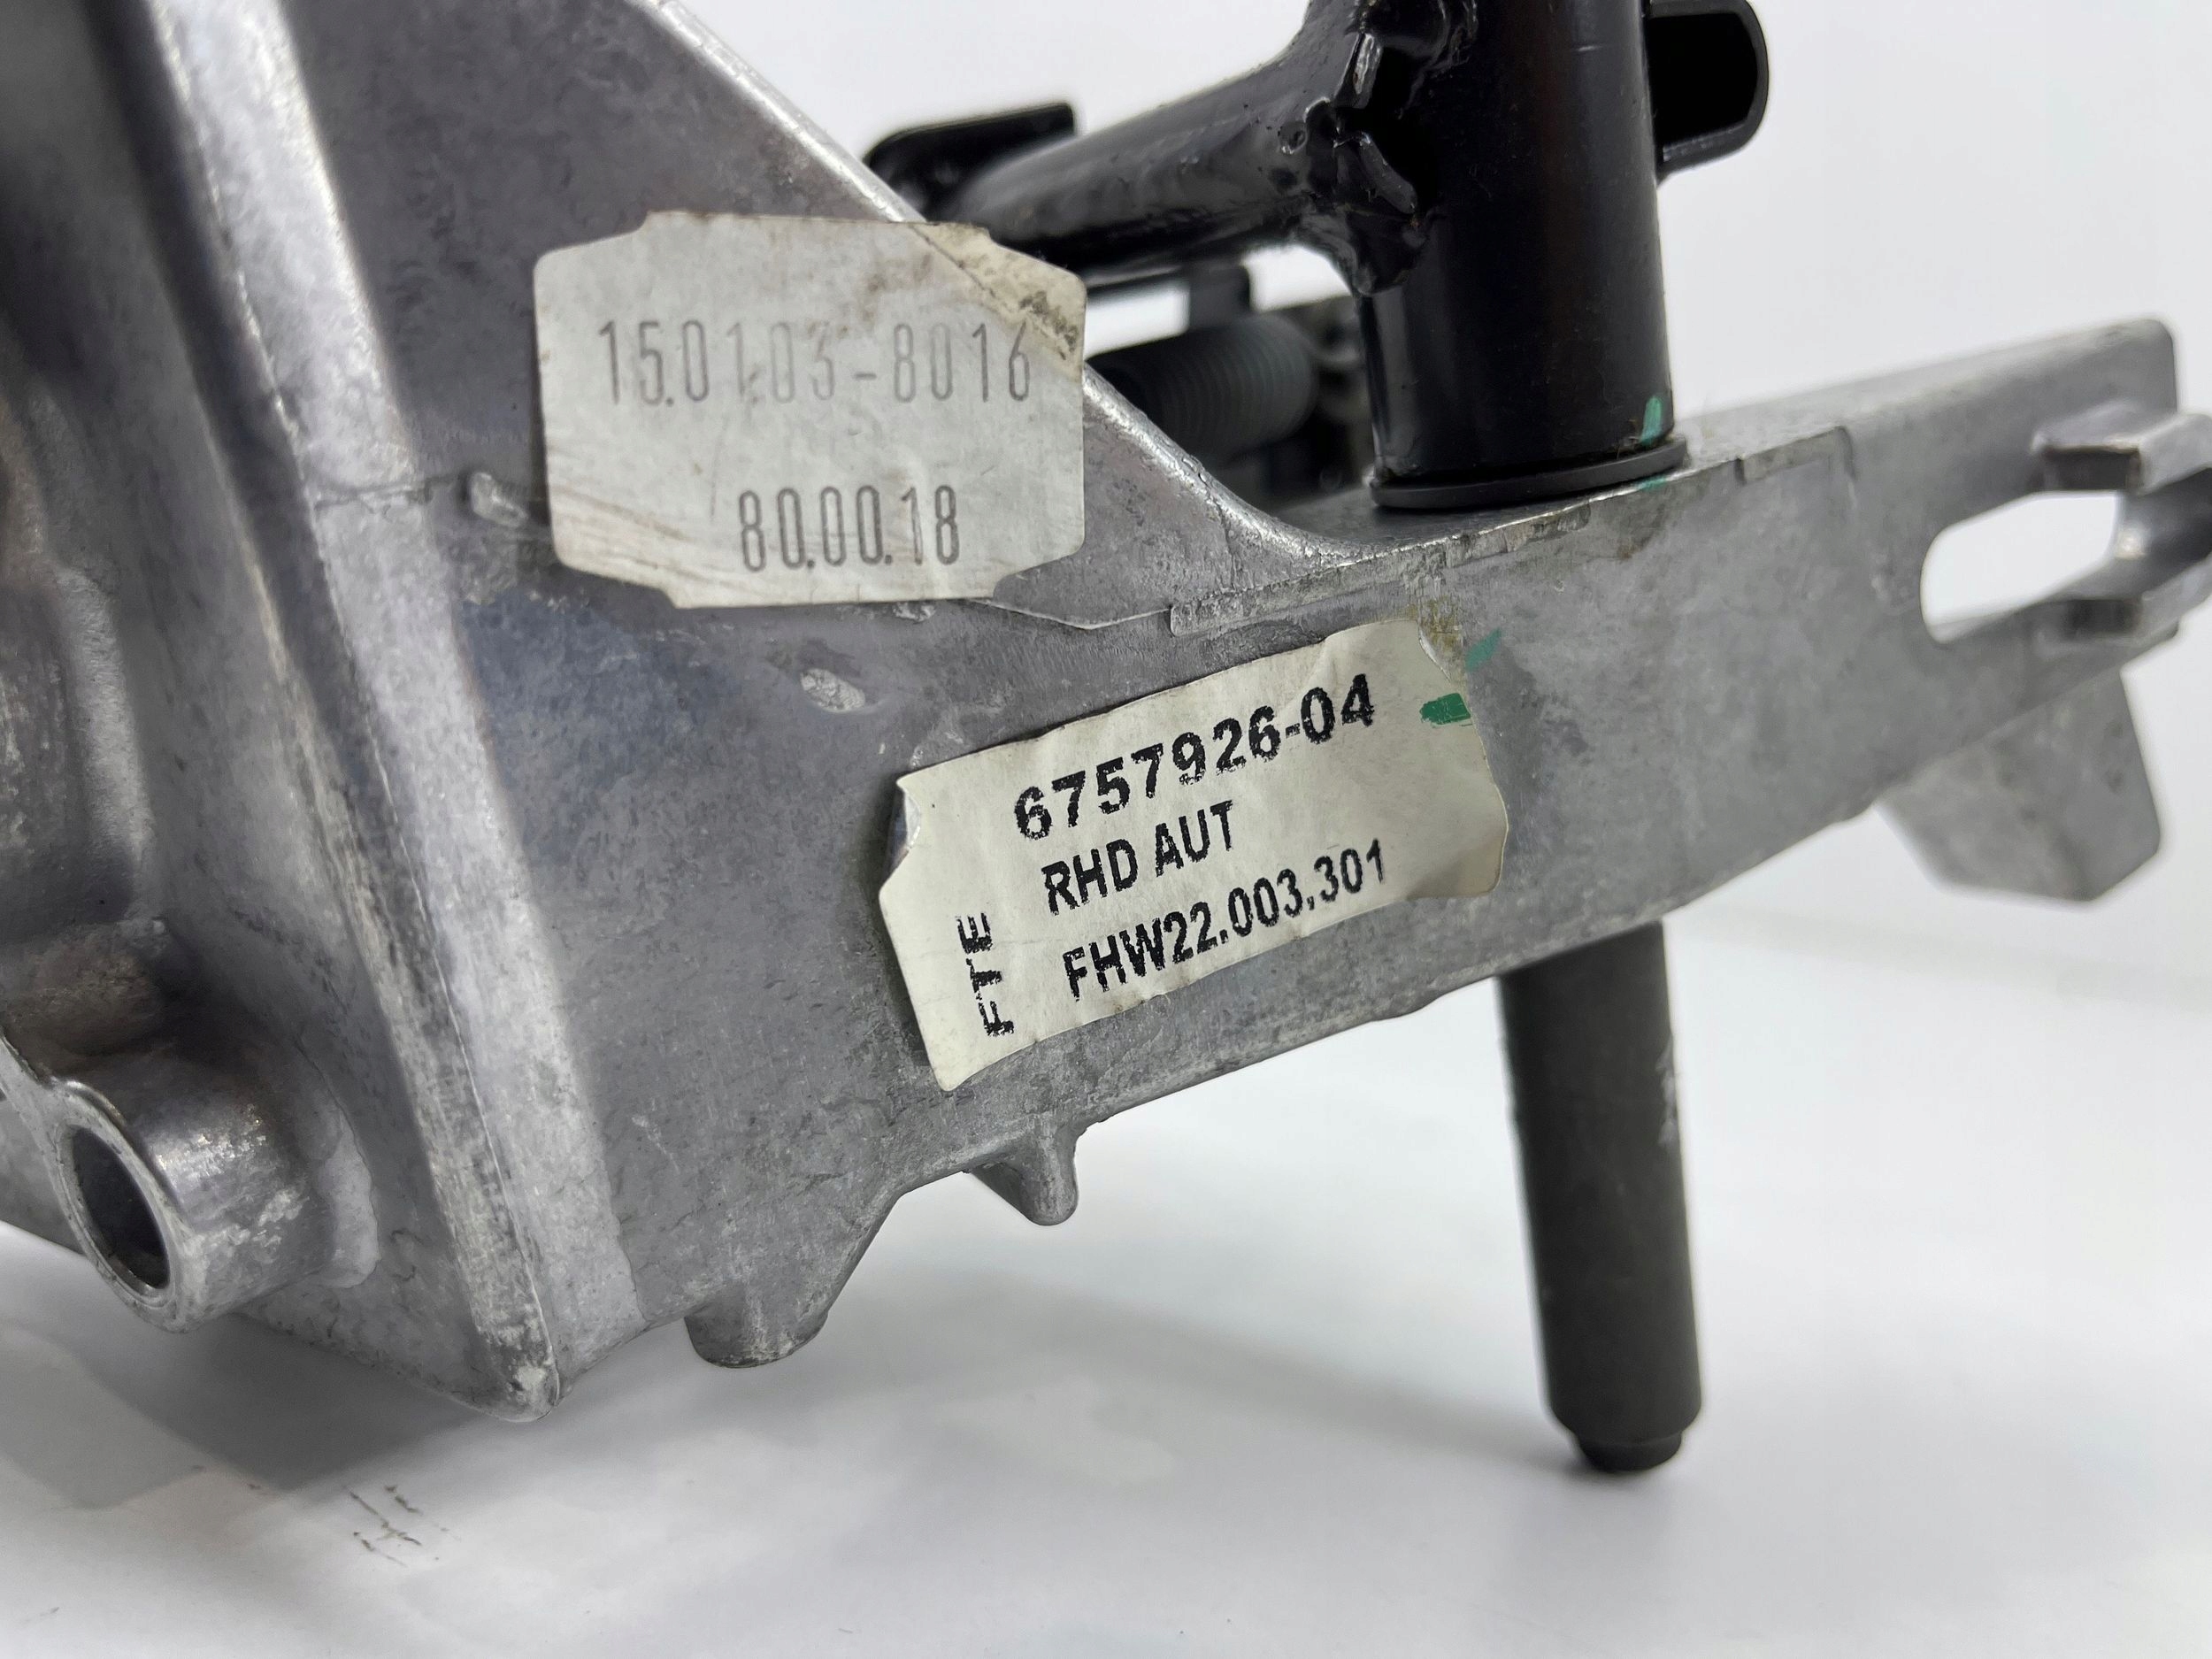 15.01.03-8016
80.00.18
6757926-04
RHD AUT
FHW22.003.301
FTE